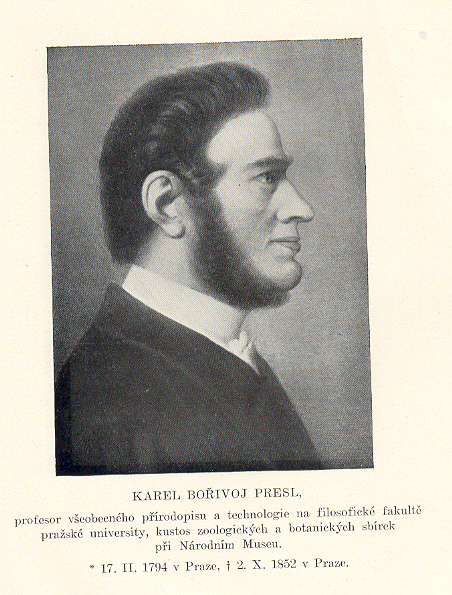 KAREL BOŘIVOJ PRESL,
profesor všeobecného přírodopisu a technologie na filosofické fakultě
pražské university, kustos zoologických a botanických sbírek
při Národním Museu.
* 17. II. 1794 v Praze, † 2. X. 1852 v Praze.